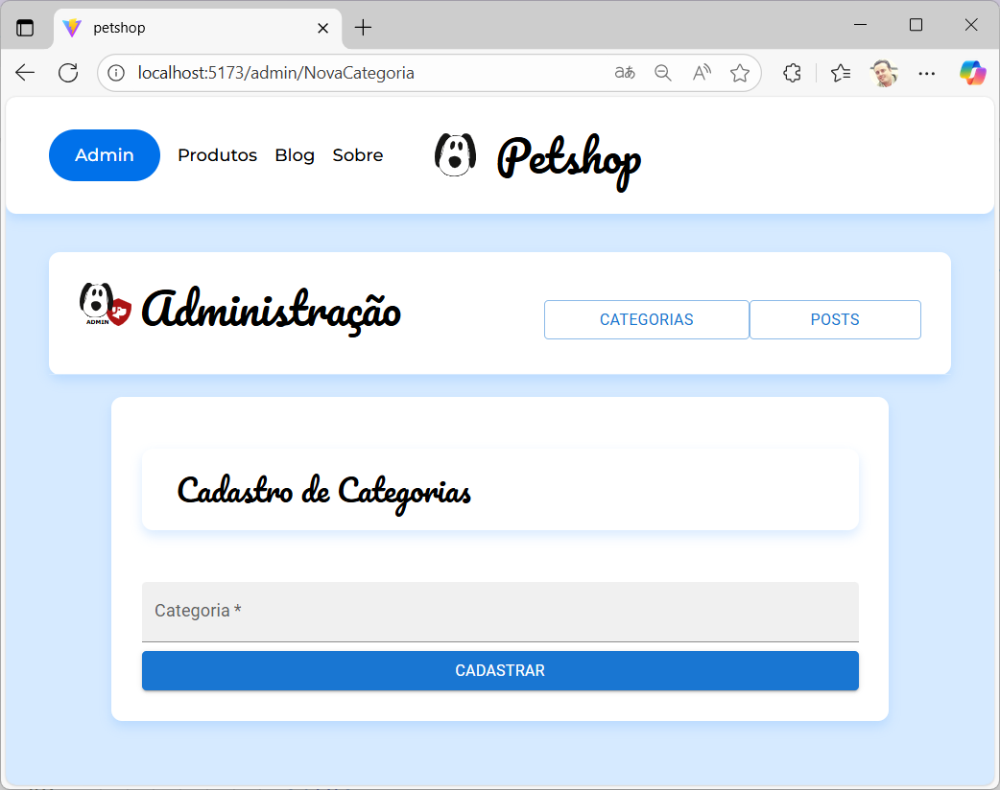 petshop
localhost:5173/admin/NovaCategoria
Admin Produtos Blog Sobre Petshop
ADMIN
Administração
CATEGORIAS POSTS
Cadastro de Categorias
Categoria *
CADASTRAR